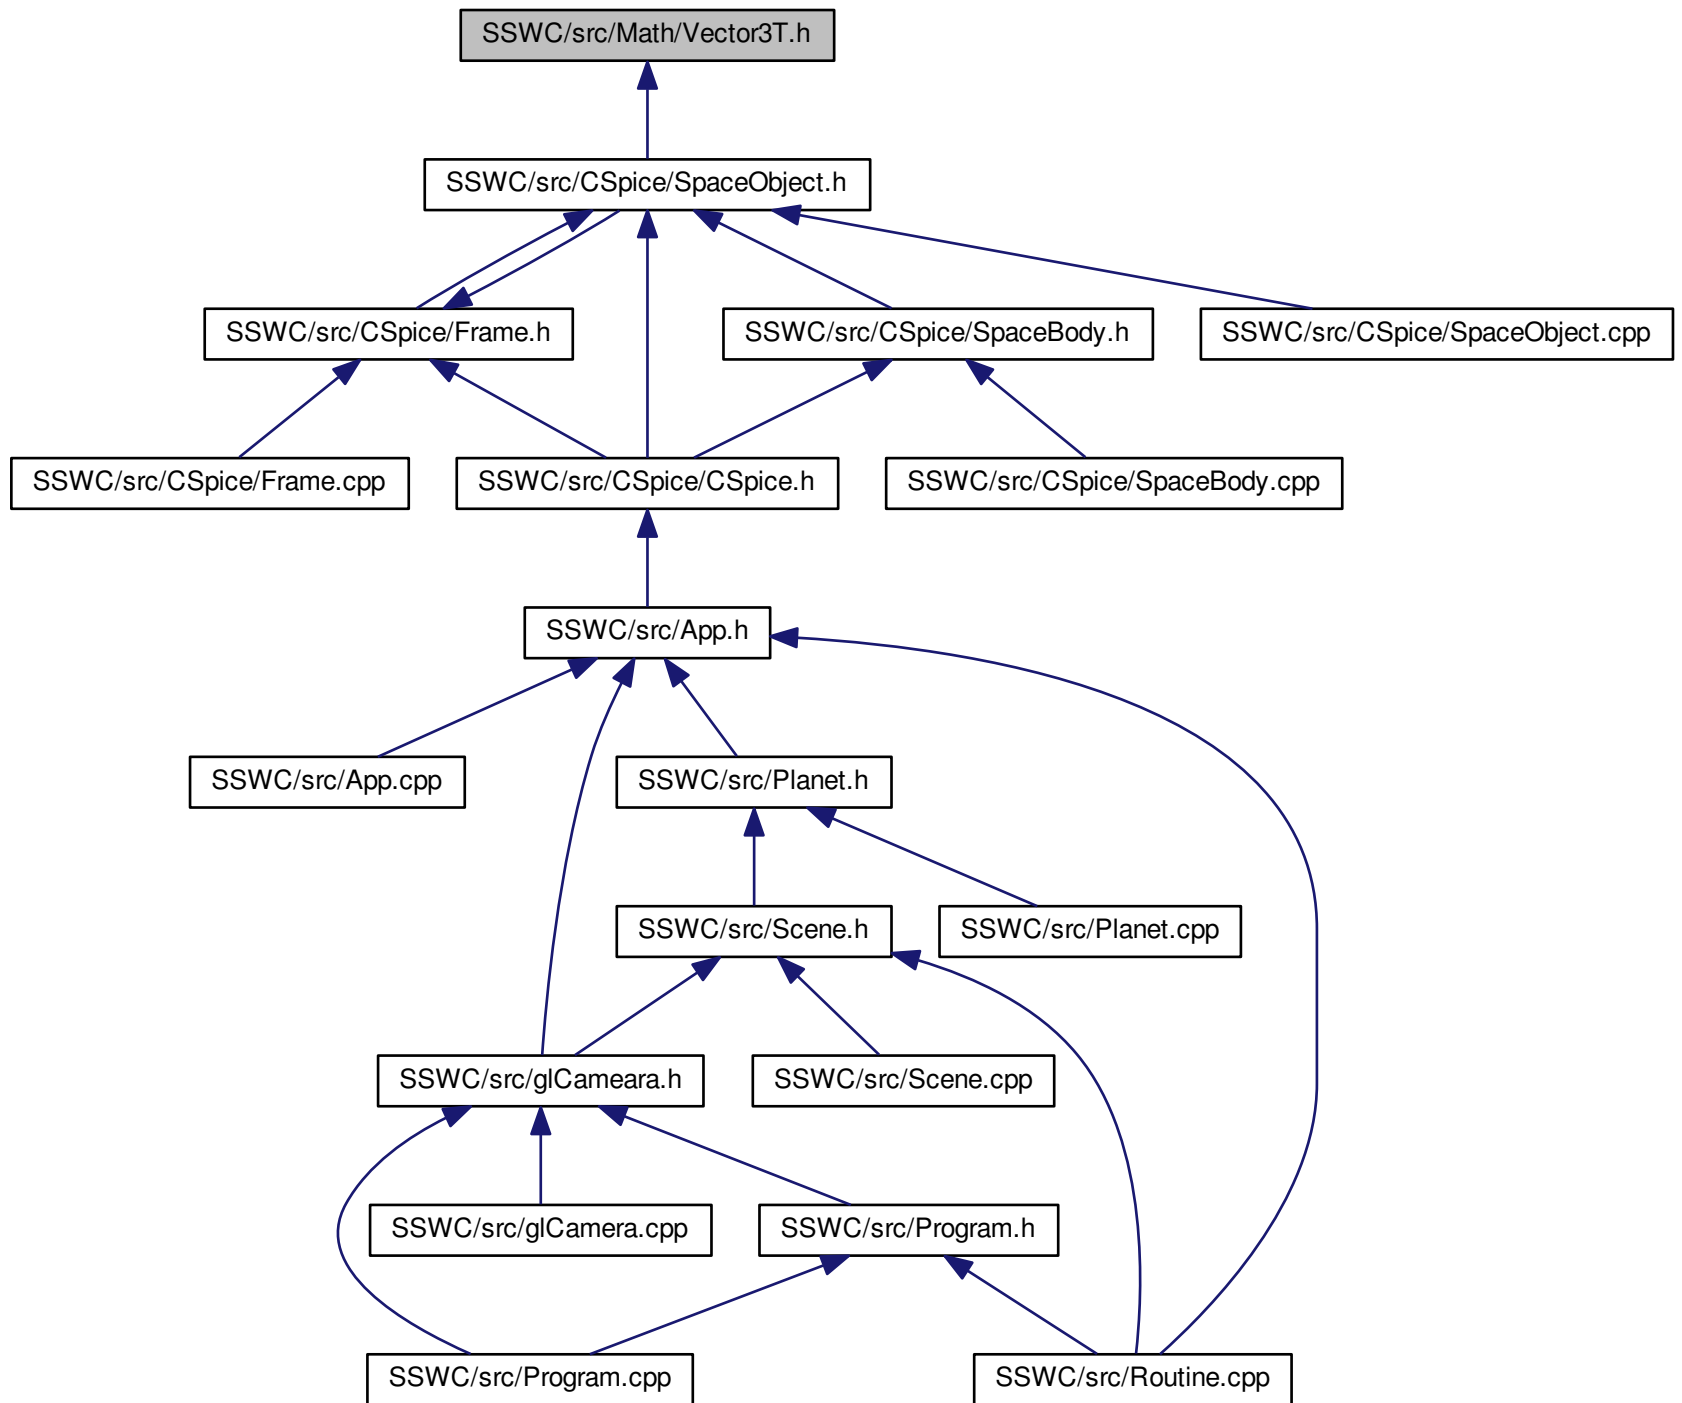 SSWC/src/Math/Vector3T.h
SSWC/src/CSpice/SpaceObject.h
SSWC/src/CSpice/Frame.h
SSWC/src/CSpice/SpaceBody.h
SSWC/src/CSpice/SpaceObject.cpp
SSWC/src/CSpice/Frame.cpp
SSWC/src/CSpice/CSpice.h
SSWC/src/CSpice/SpaceBody.cpp
SSWC/src/App.h
SSWC/src/App.cpp
SSWC/src/Planet.h
SSWC/src/Scene.h
SSWC/src/Planet.cpp
SSWC/src/glCameara.h
SSWC/src/Scene.cpp
SSWC/src/glCamera.cpp
SSWC/src/Program.h
SSWC/src/Program.cpp
SSWC/src/Routine.cpp